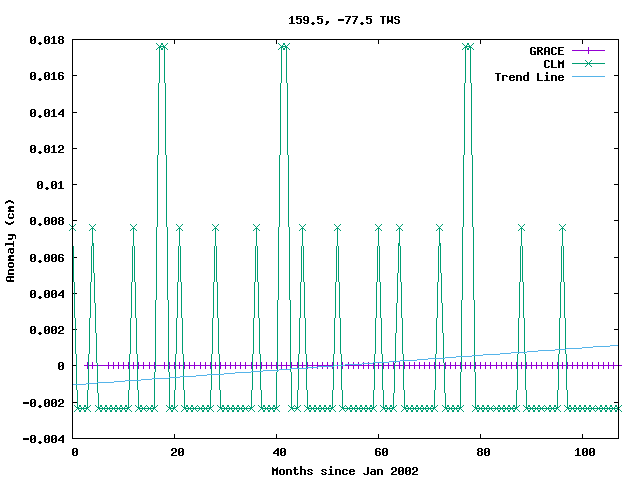 159.5, -77.5 TWS
0.018
0.016
0.014
0.012
0.01
0.008
0.006
0.004
0.002
0
-0.002
-0.004
Anomaly (cm)
GRACE
CLM
Trend Line
0 20 40 60 80 100
Months since Jan 2002